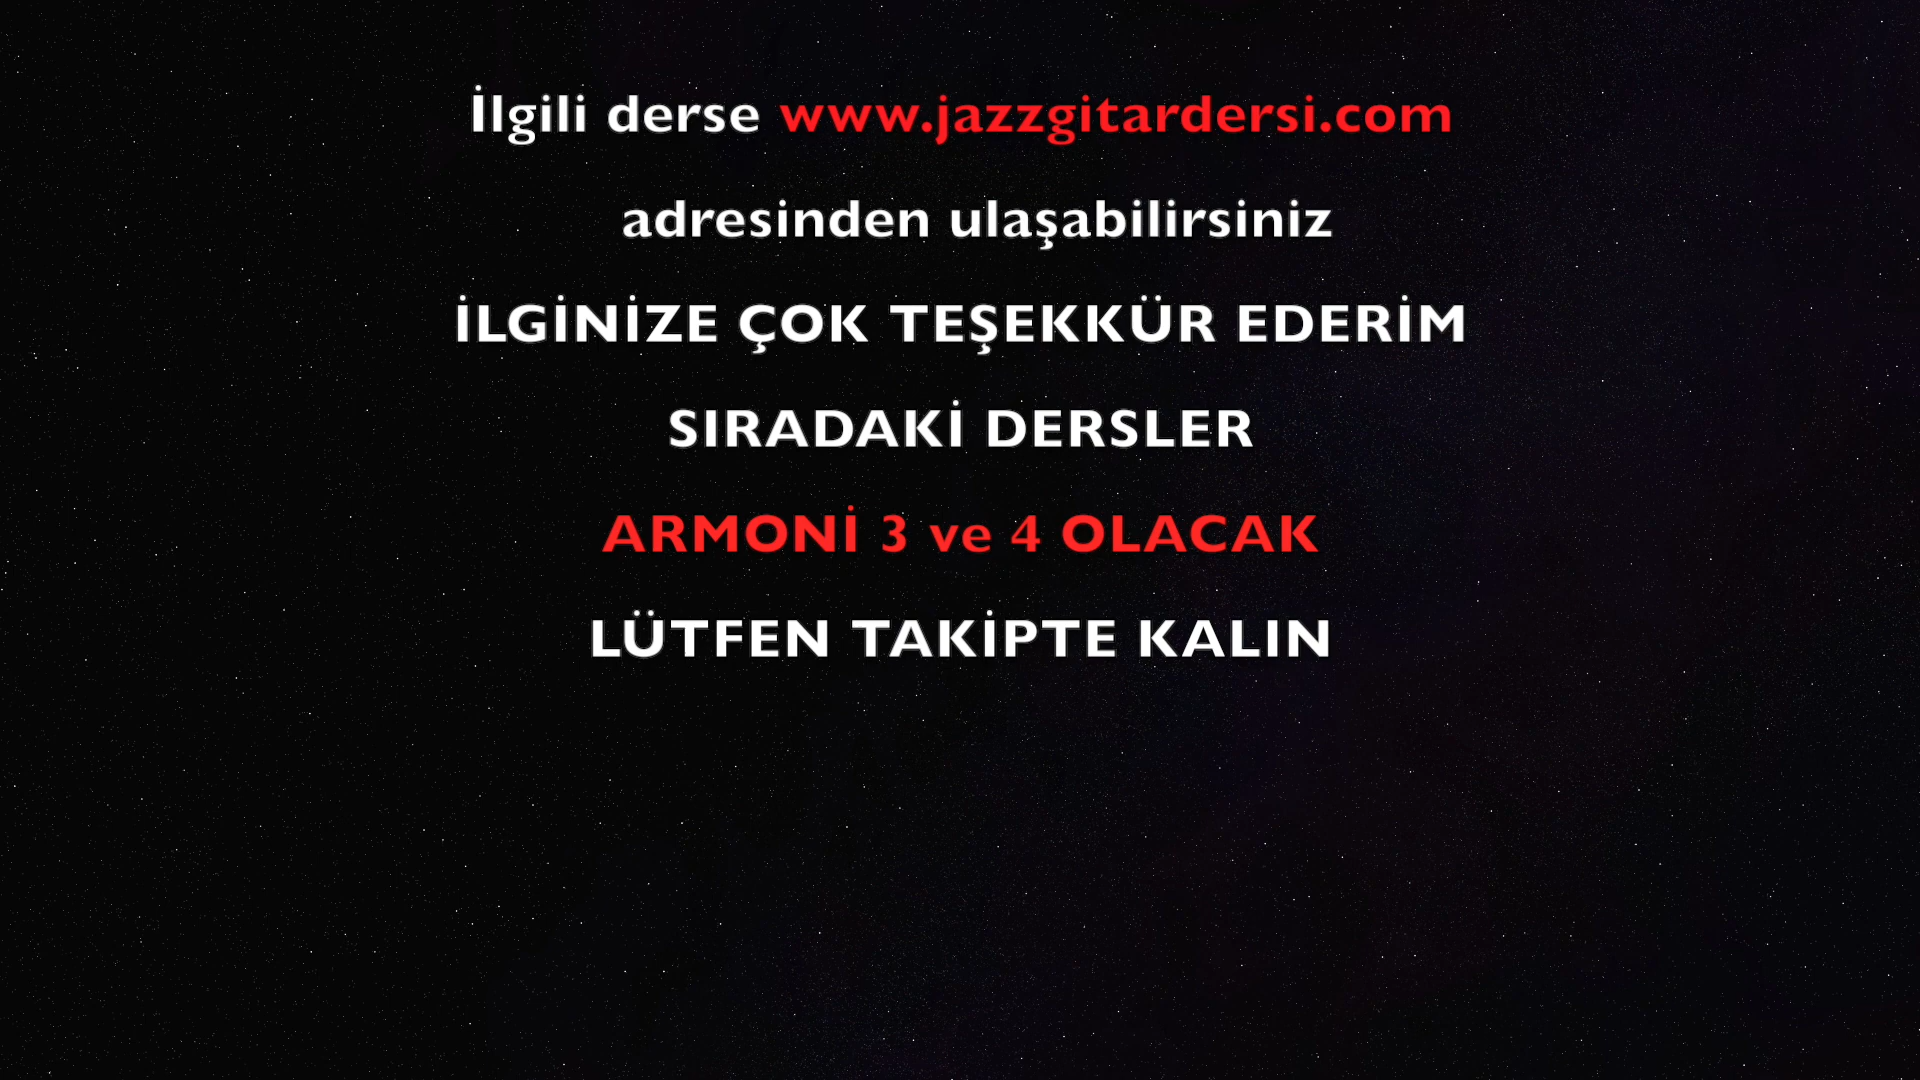 İlgili derse www.jazzgitardersi.com
adresinden ulaşabilirsiniz
İLGİNİZE ÇOK TEŞEKKÜR EDERİM
SIRADAKİ DERSLER
ARMONİ 3 ve 4 OLACAK
LÜTFEN TAKİPTE KALIN